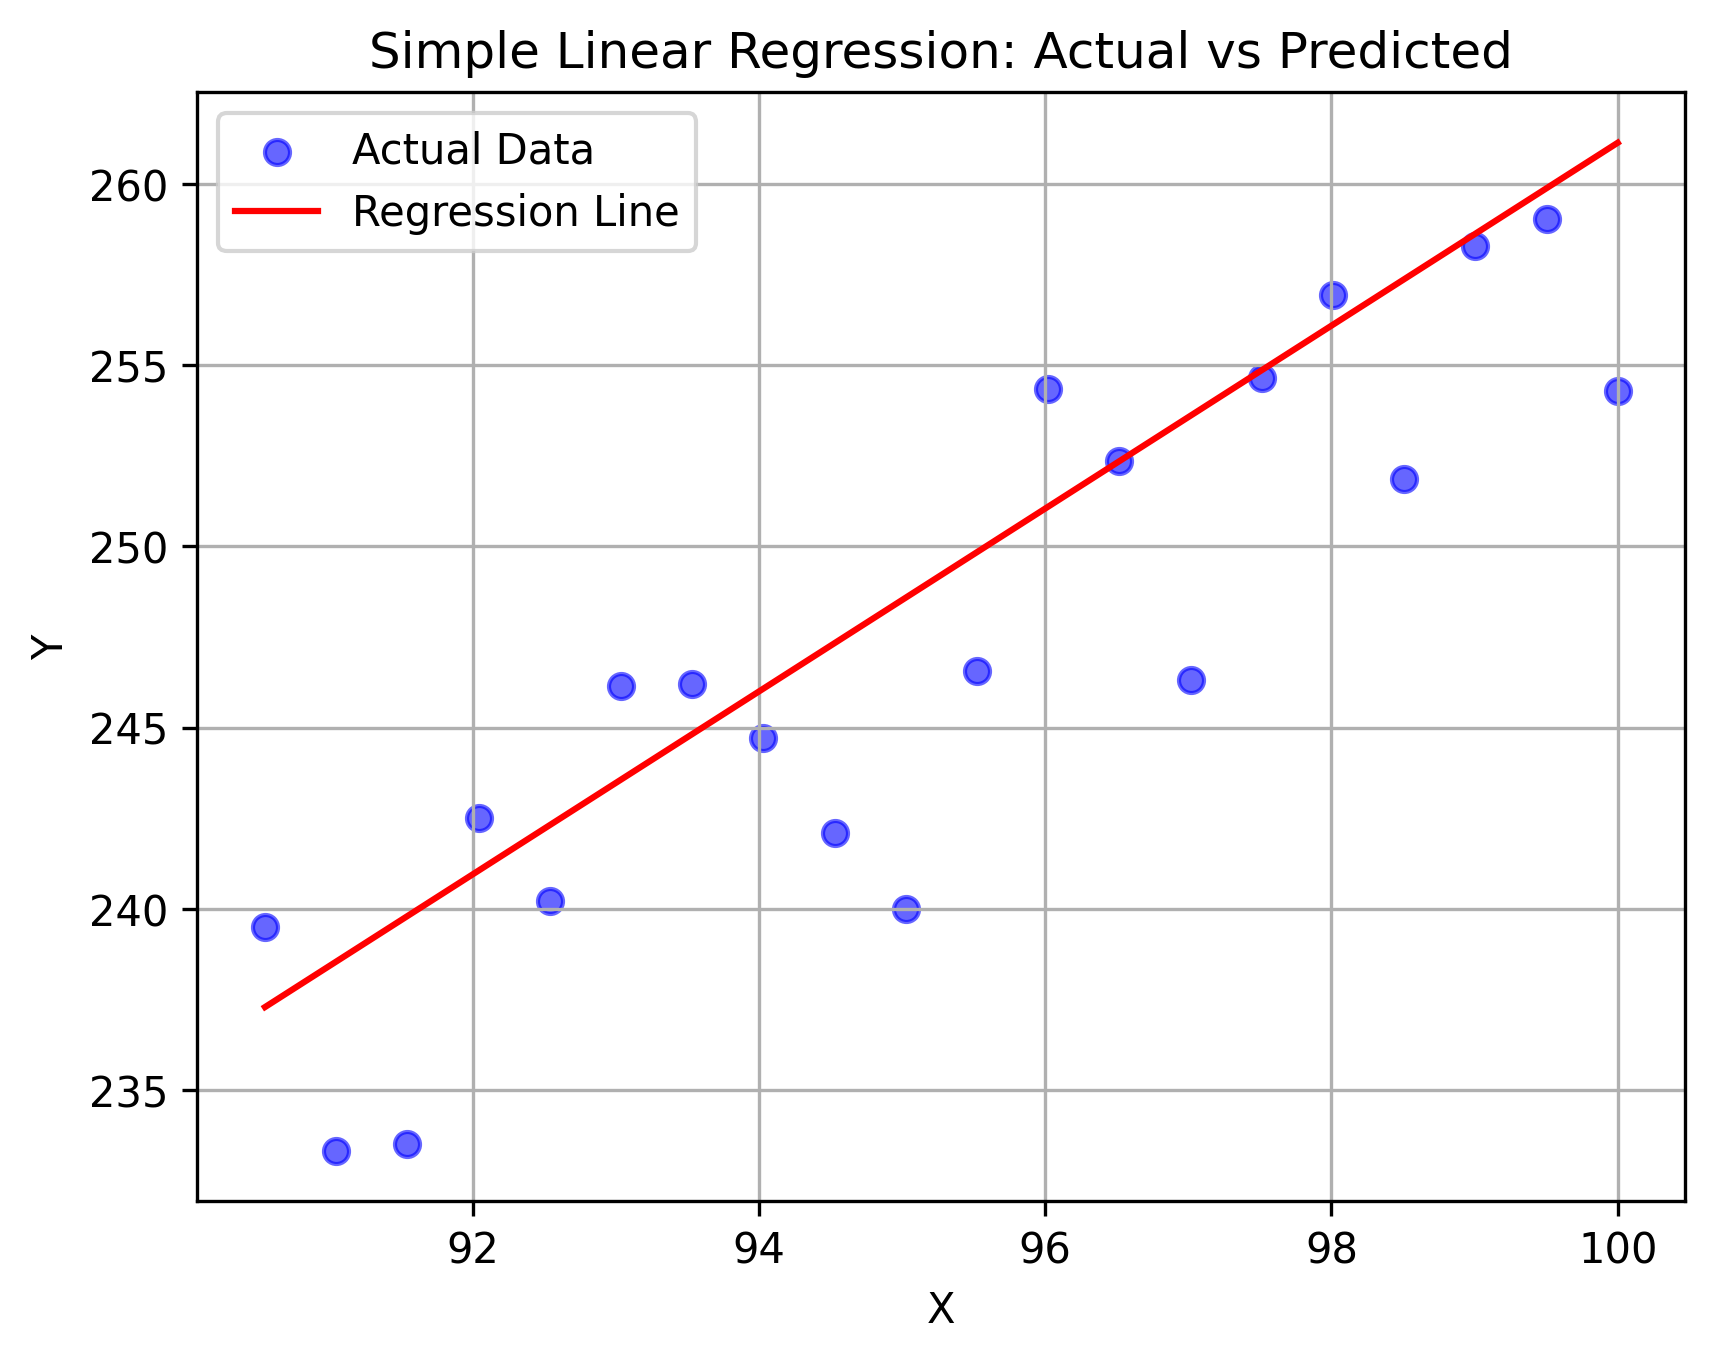 Simple Linear Regression: Actual vs Predicted
Actual Data
Regression Line
260
255
250
245
240
235
Y
92 94 96 98 100
X